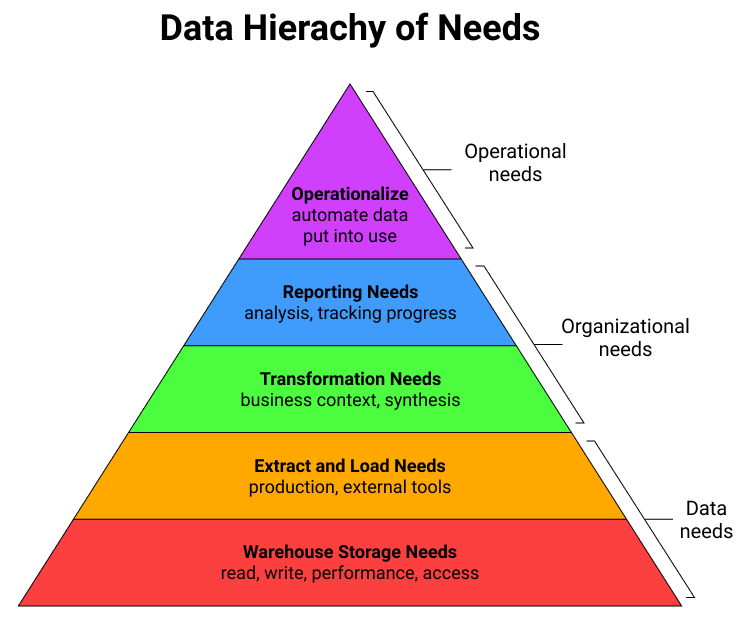 Data Hierachy of Needs
Operational
needs
Operationalize
automate data
put into use
Reporting Needs
analysis, tracking progress
Organizational
needs
Transformation Needs
business context, synthesis
Extract and Load Needs
production, external tools
Data
needs
Warehouse Storage Needs
read, write, performance, access